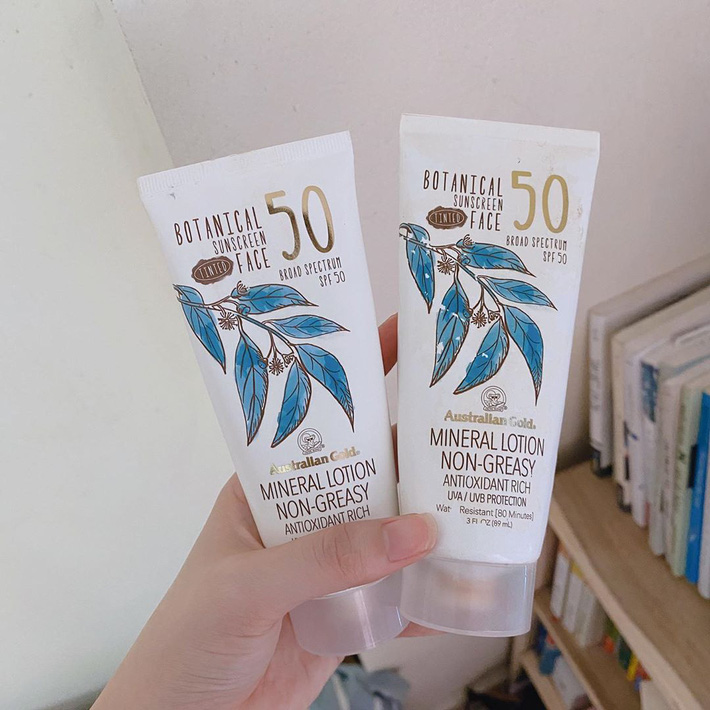 BOTANICAL
SUNSCREEN
TINTED FACE
50
BROAD SPECTRUM
SPF 50
Australian Gold
MINERAL LOTION
NON-GREASY
ANTIOXIDANT RICH
BOTANICAL
SUNSCREEN
TINTED FACE
50
BROAD SPECTRUM
SPF 50
Australian Gold
MINERAL LOTION
NON-GREASY
ANTIOXIDANT RICH
UVA / UVB PROTECTION
Wat Resistant [80 Minutes]
3 FL OZ (89 mL)